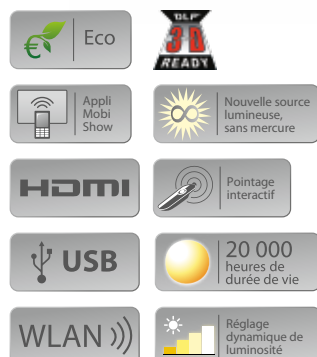 €
Eco
DLP
3D
READY
Appli
Mobi
Show
Nouvelle source
lumineuse,
sans mercure
HDMI
Pointage
interactif
USB
20 000
heures de
durée de vie
WLAN
Réglage
dynamique de
luminosité